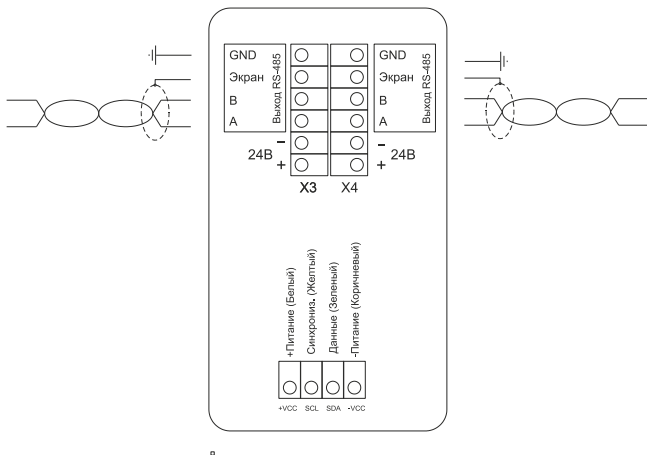 GND
Экран
B
A
Выход RS-485
GND
Экран
B
A
Выход RS-485
24В
-
+
-
+
24В
X3
X4
+Питание (Белый)
Синхрониз. (Желтый)
Данные (Зеленый)
-Питание (Коричневый)
+VCC
SCL
SDA
-VCC